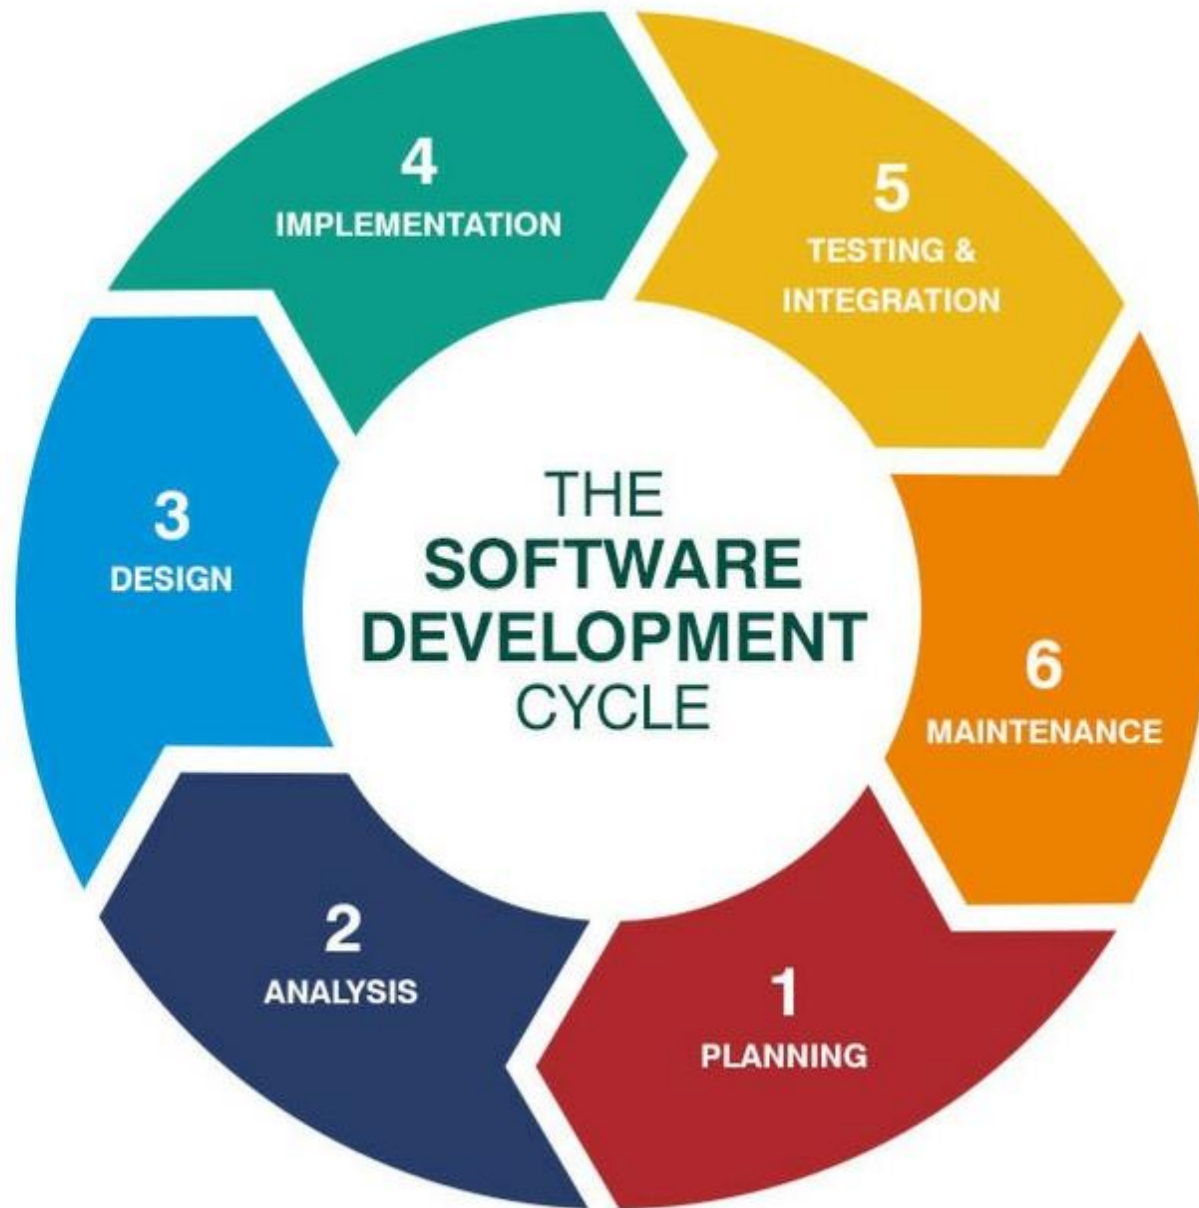 THE
SOFTWARE
DEVELOPMENT
CYCLE
1
PLANNING
2
ANALYSIS
3
DESIGN
4
IMPLEMENTATION
5
TESTING &
INTEGRATION
6
MAINTENANCE